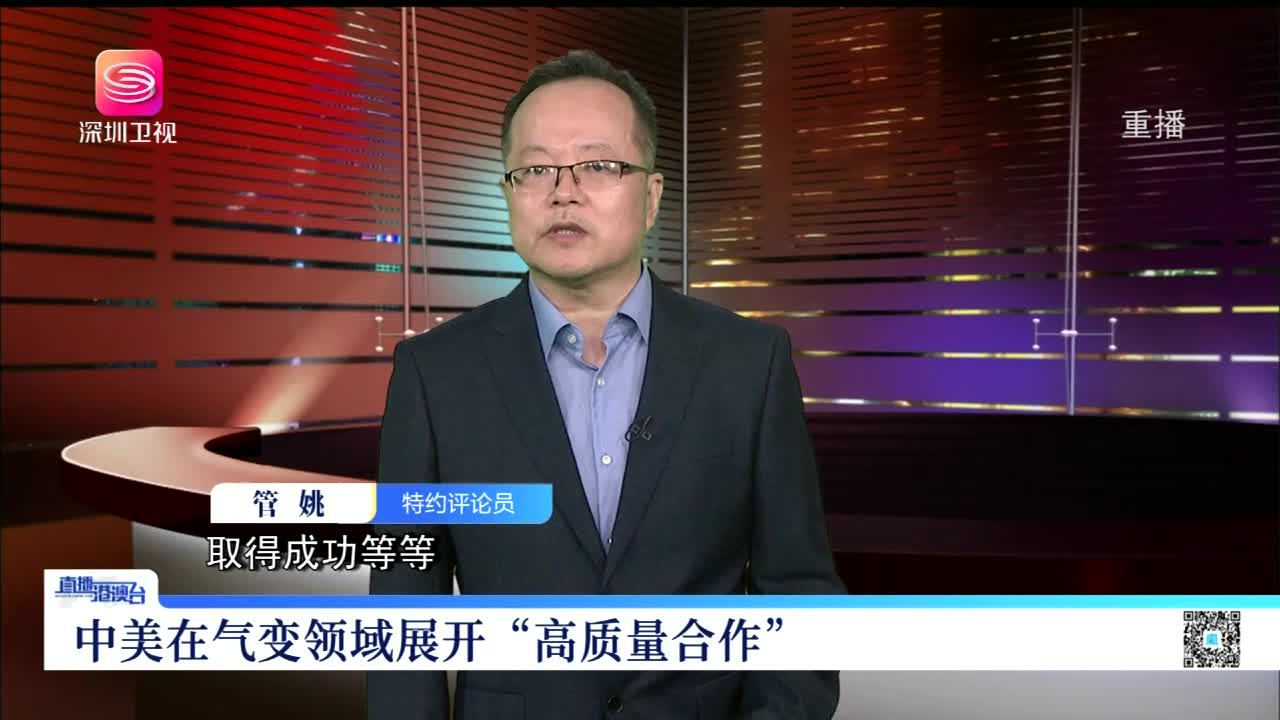 深圳卫视
重播
管姚
特约评论员
取得成功等等
直播港澳台
中美在气变领域展开“高质量合作”